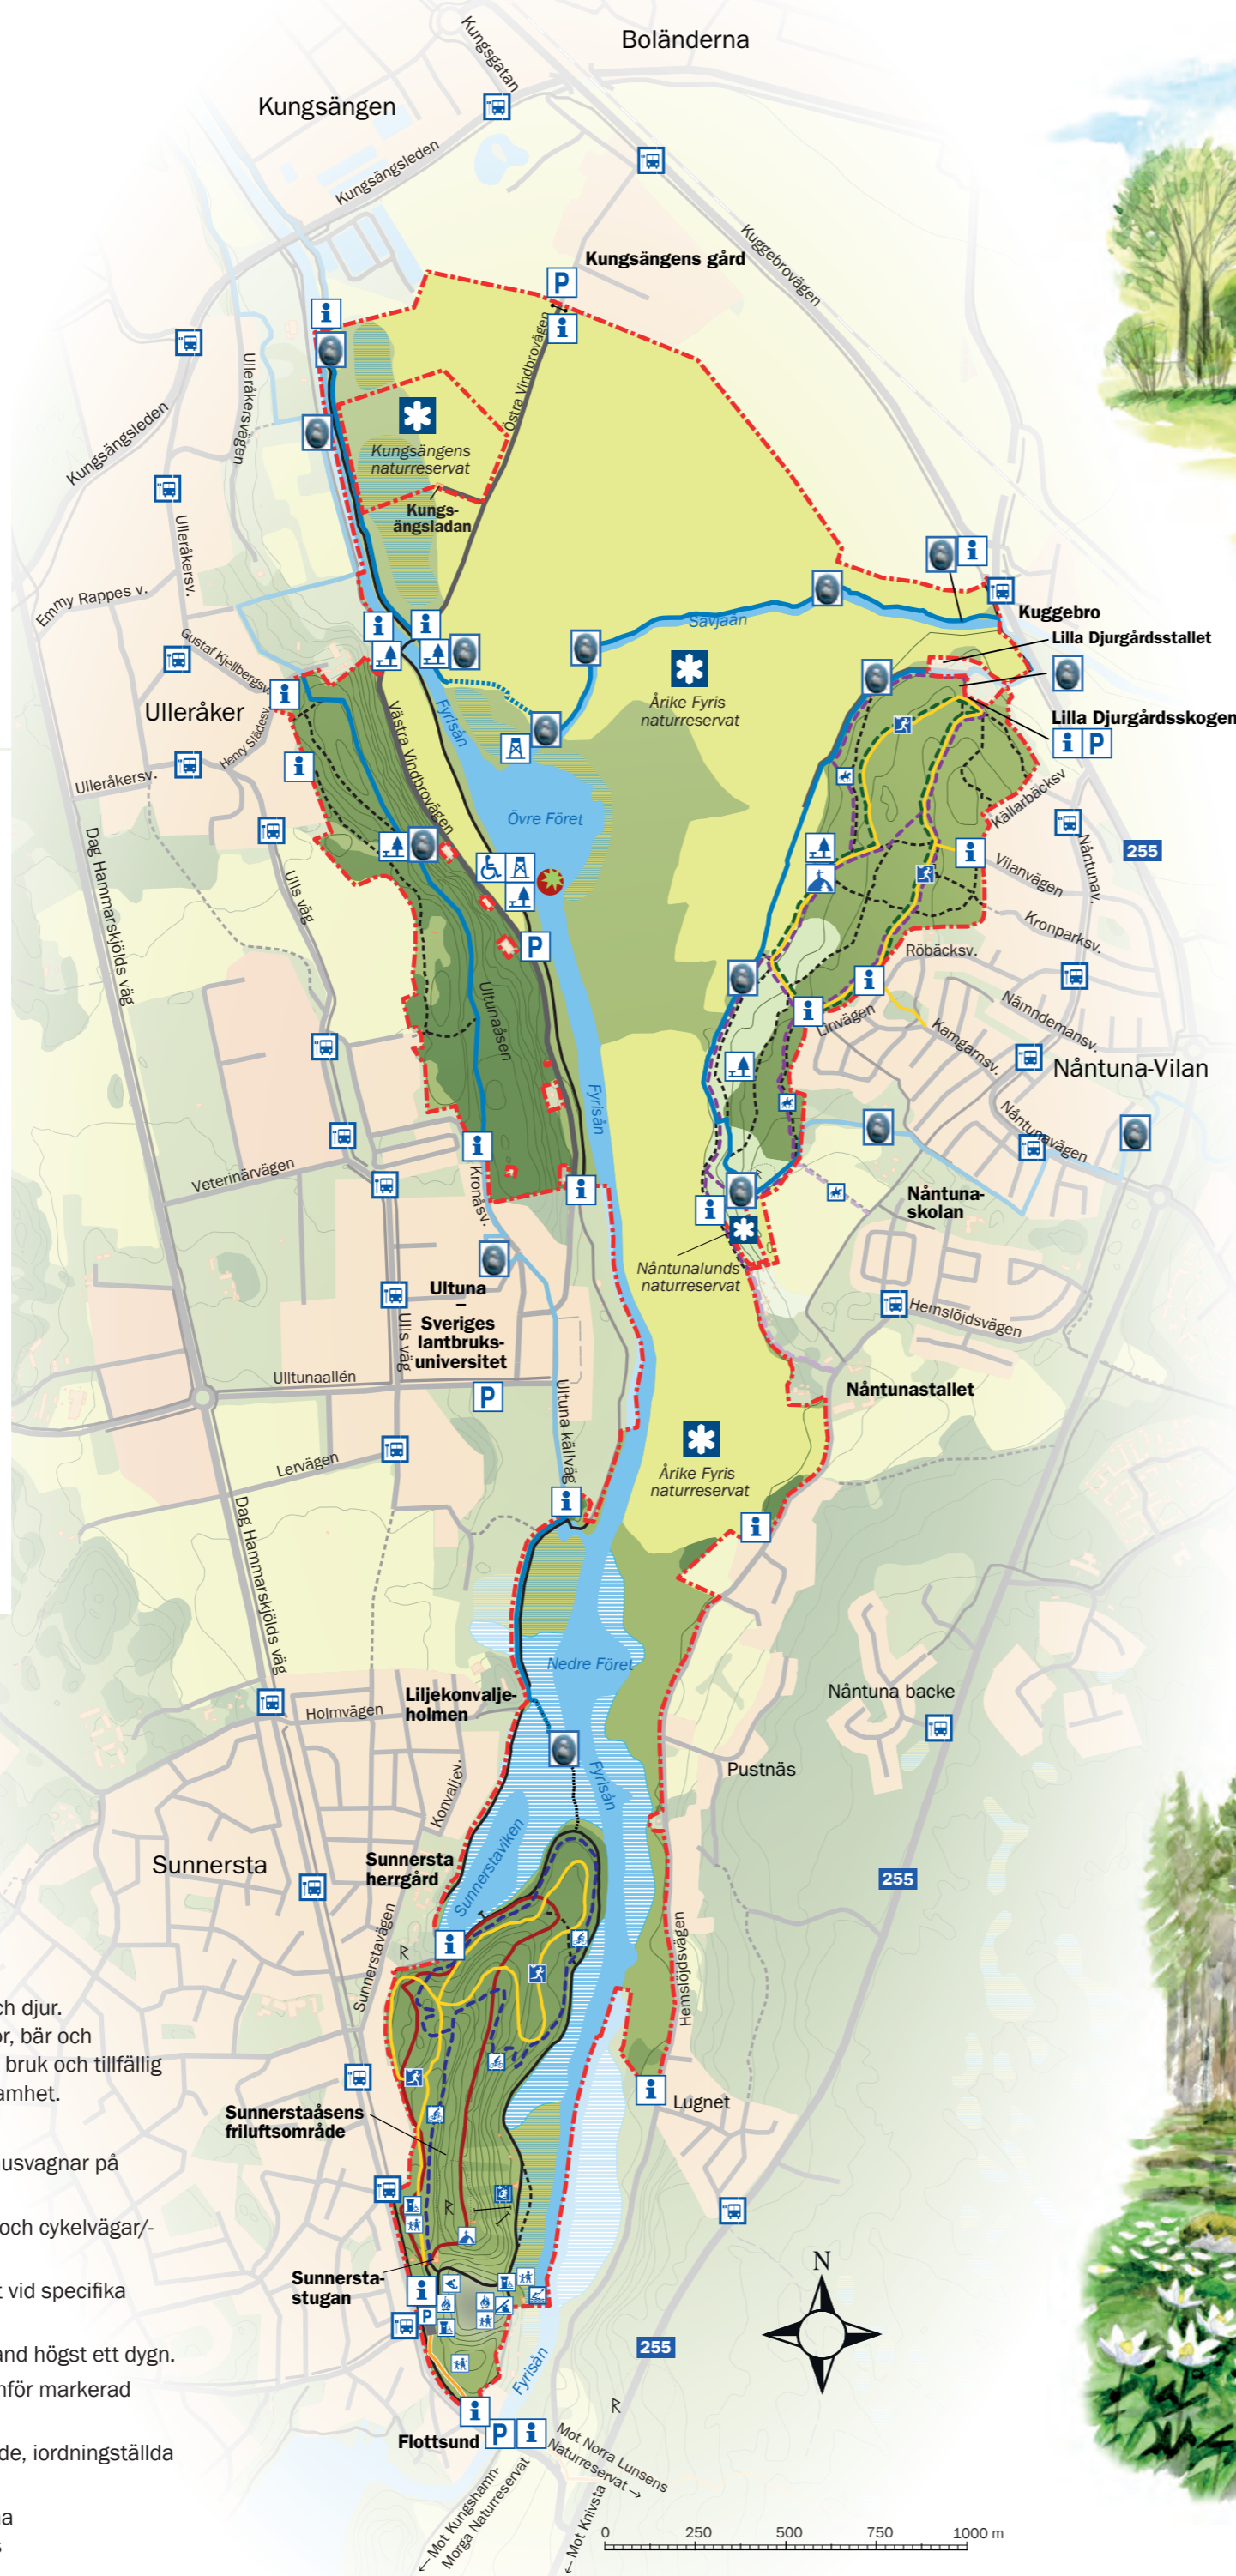 Boländerna
Kungsgatan
Kungsängen
Kungsängsleden
Kuggebrovägen
Kungsängens gård
P
i
i
Östra Vindbrovägen
Ulleråkersvägen
Kungsängsleden
Kungsängens
naturreservat
Kungs-
ängsladan
Ulleråkersv.
i
Emmy Rappes v.
Kuggebro
Sävjaån
Lilla Djurgårdsstallet
Gustaf Kjellbergsv.
i
i
Årike Fyris
naturreservat
Ulleråker
i
Fyrisån
Västra Vindbrovägen
Lilla Djurgårdsskogen
i P
Henry Slädesv.
Ulleråkersv.
i
Övre Föret
Källarbäcksv
Dag Hammarskjölds väg
Nåntunav.
255
i
Vilanvägen
Ulls väg
P
Kronparksv.
Röbäcksv.
i
i
Linvägen
Nämndemansv.
Kamgarnsv.
Ultunaåsen
Nåntuna-Vilan
Fyrisån
Nåntunavägen
i
Veterinärvägen
Kronåsv.
i
i
Nåntuna-
skolan
Nåntunalunds
naturreservat
Ultuna
–
Sveriges
lantbruks-
universitet
Ulls väg
Hemslöjdsvägen
Ulltunaallén
P
Nåntunastallet
Ultuna källväg
Årike Fyris
naturreservat
Lervägen
i
i
Dag Hammarskjölds väg
Nedre Föret
Liljekonvalje-
holmen
Holmvägen
Nåntuna backe
Pustnäs
Fyrisån
Konvaljev.
Sunnersta
Sunnersta
herrgård
Sunnerstaviken
255
i
R
Sunnerstavägen
Hemslöjdsvägen
ch djur.
or, bär och
bruk och tillfällig
amhet.
i
Lugnet
Sunnerstaåsens
friluftsområde
usvagnar på
R
och cykelvägar/-
N
Sunnersta-
stugan
i
P
t vid specifika
255
and högst ett dygn.
Fyrisån
nför markerad
R
i
Flottsund
P i
de, iordningställda
Mot Norra Lunsens
Naturreservat →
← Mot Kungshamn-
Morga Naturreservat
← Mot Knivsta
na
0 250 500 750 1000 m